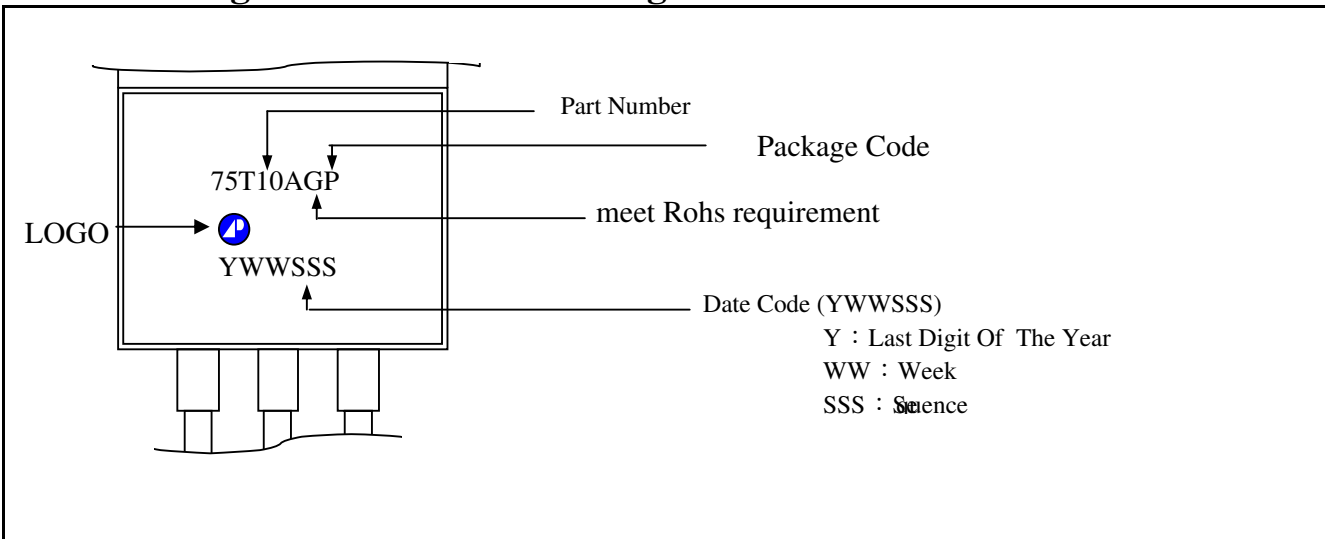 Part Number
Package Code
75T10AGP
meet Rohs requirement
LOGO
YWWSSS
Date Code (YWWSSS)
Y：Last Digit Of The Year
WW：Week
SSS：